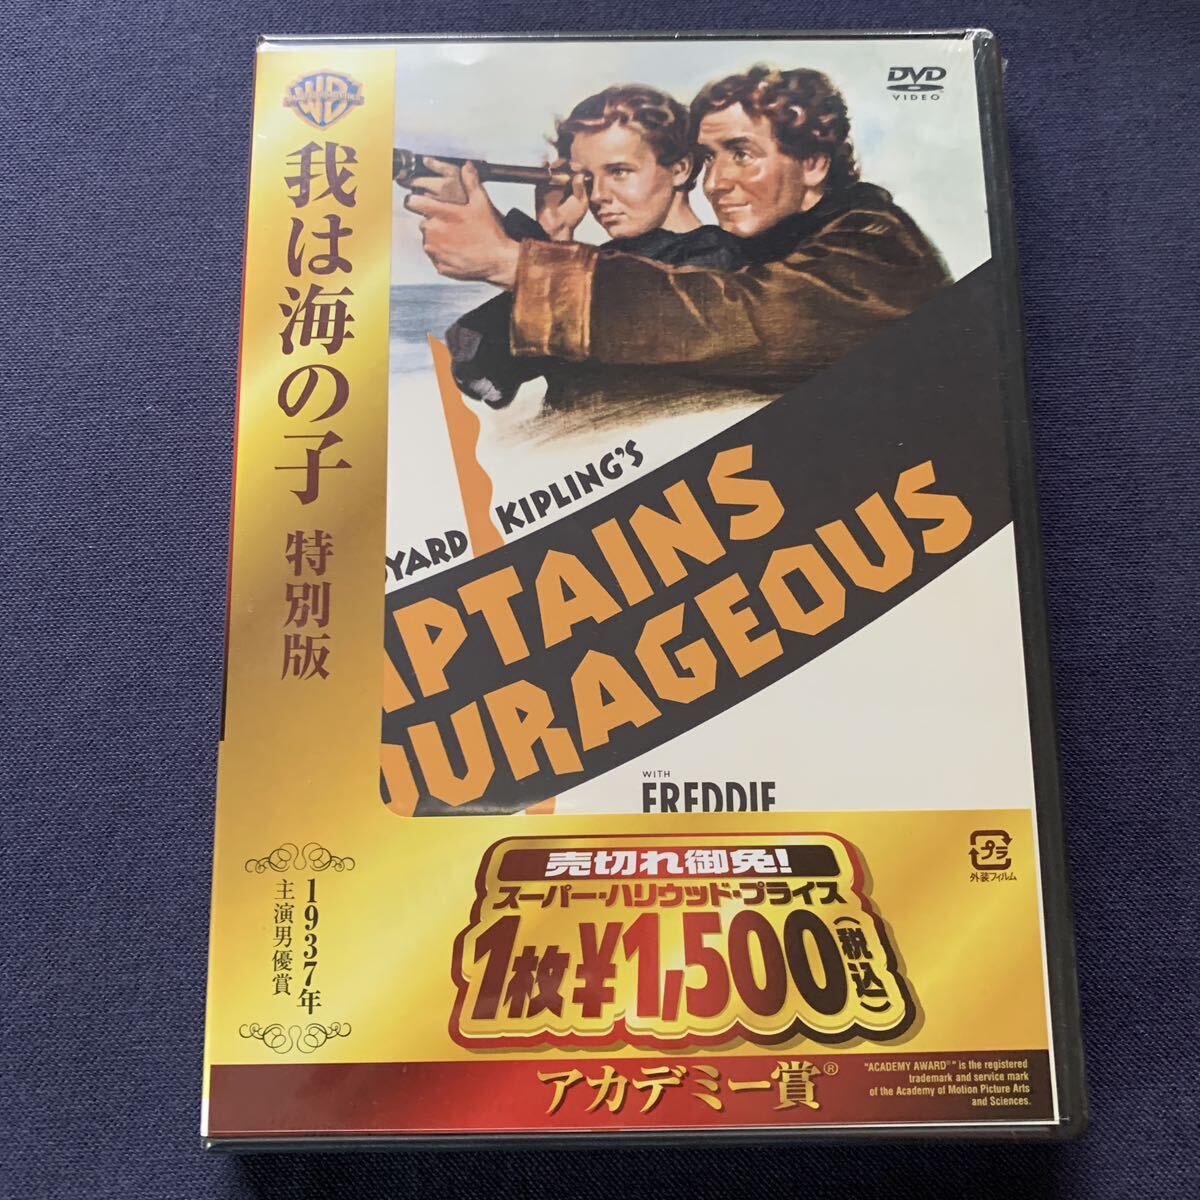 WB
DVD
VIDEO
我は海の子 特別版
YARD KIPLING'S
APTAINS
OURAGEOUS
WITH
FREDDIE
1937年
主演男優賞
売切れ御免!
スーパー・ハリウッド・プライス
1枚¥1,500(税込)
プラ
外装フィルム
アカデミー賞®
"ACADEMY AWARD®" is the registered
trademark and service mark
of the Academy of Motion Picture Arts
and Sciences.